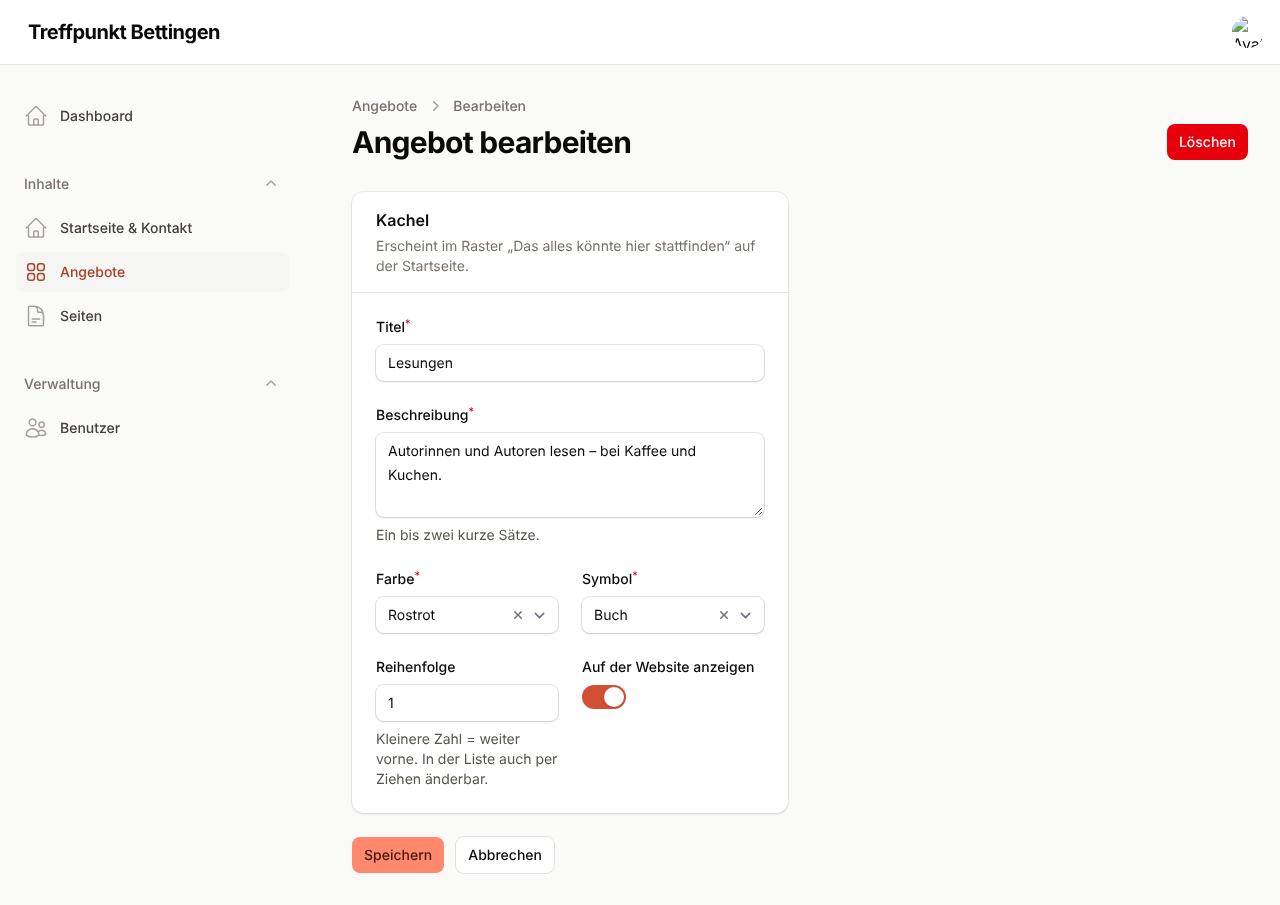 Treffpunkt Bettingen
Dashboard
Inhalte
Startseite & Kontakt
Angebote
Seiten
Verwaltung
Benutzer
Angebote > Bearbeiten
Angebot bearbeiten
Löschen
Kachel
Erscheint im Raster „Das alles könnte hier stattfinden“ auf
der Startseite.
Titel*
Lesungen
Beschreibung*
Autorinnen und Autoren lesen – bei Kaffee und
Kuchen.
Ein bis zwei kurze Sätze.
Farbe*
Rostrot
Symbol*
Buch
Reihenfolge
1
Kleinere Zahl = weiter
vorne. In der Liste auch per
Ziehen änderbar.
Auf der Website anzeigen
Speichern
Abbrechen